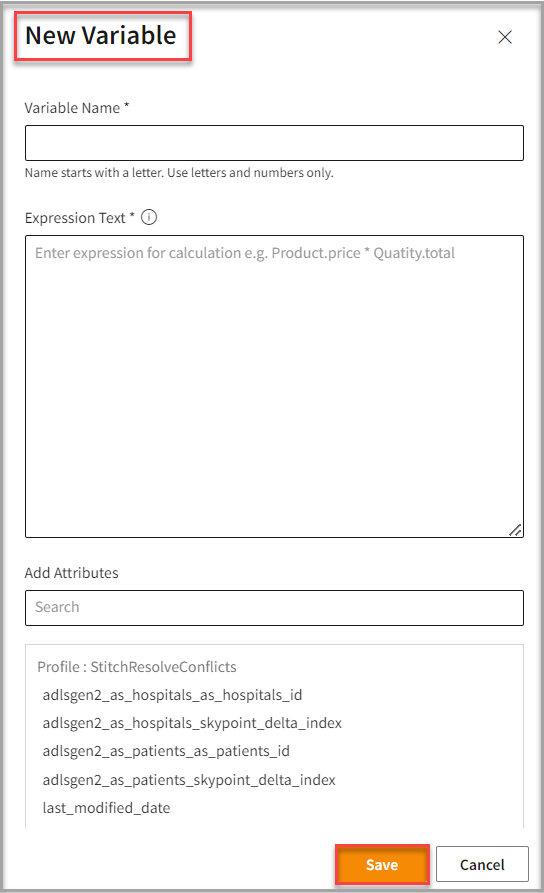 New Variable
Variable Name *
Name starts with a letter. Use letters and numbers only.
Expression Text *
Enter expression for calculation e.g. Product.price * Quatity.total
Add Attributes
Search
Profile : StitchResolveConflicts
adlsgen2_as_hospitals_as_hospitals_id
adlsgen2_as_hospitals_skypoint_delta_index
adlsgen2_as_patients_as_patients_id
adlsgen2_as_patients_skypoint_delta_index
last_modified_date
Save Cancel